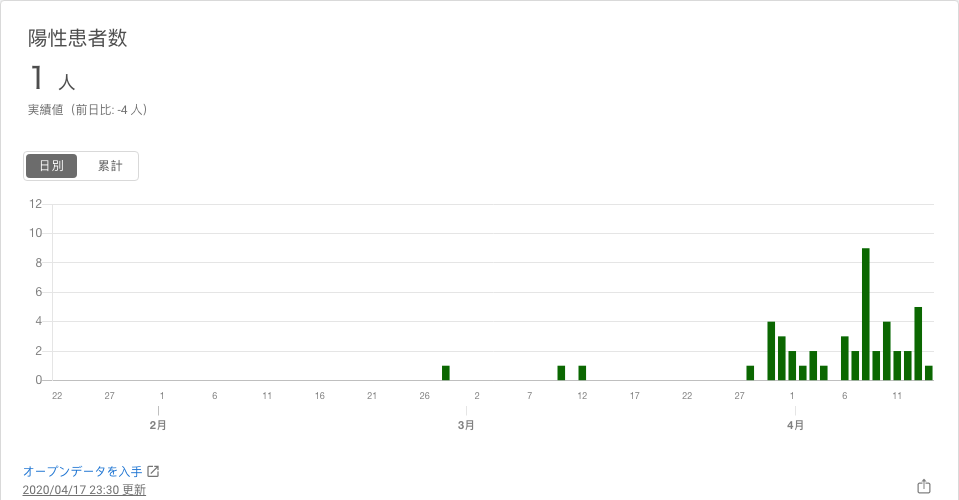 陽性患者数
1 人
実績値（前日比: -4 人）
日別 累計
12
10
8
6
4
2
0
22 27 1 6 11 16 21 26 2 7 12 17 22 27 1 6 11
2月 3月 4月
オープンデータを入手
2020/04/17 23:30 更新